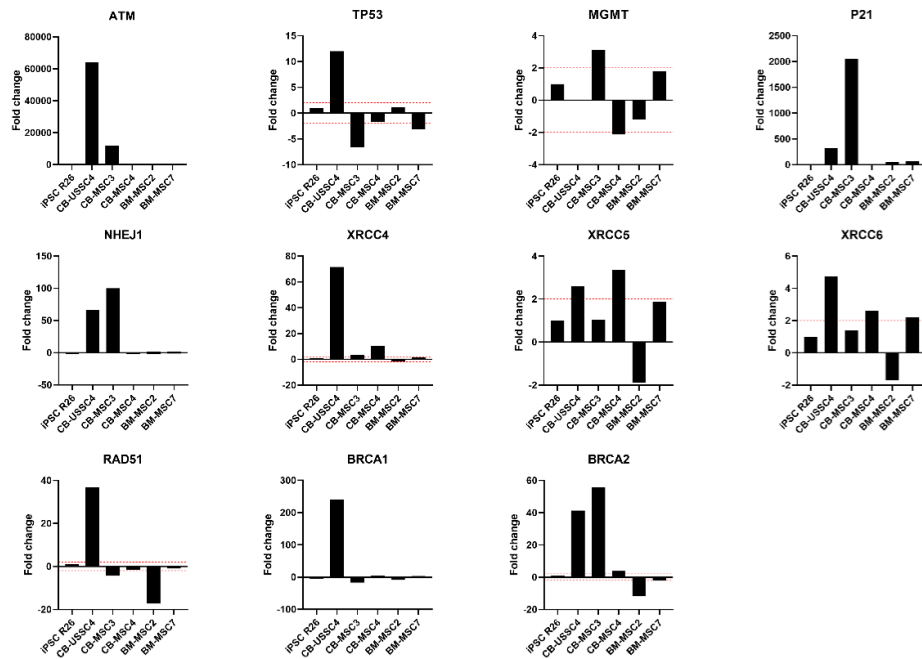 ATM
Fold change
80000
60000
40000
20000
0
iPSC R26
CB-USSC4
CB-MSC3
CB-MSC4
BM-MSC2
BM-MSC7
TP53
Fold change
15
10
5
0
-5
-10
iPSC R26
CB-USSC4
CB-MSC3
CB-MSC4
BM-MSC2
BM-MSC7
MGMT
Fold change
4
2
0
-2
-4
iPSC R26
CB-USSC4
CB-MSC3
CB-MSC4
BM-MSC2
BM-MSC7
P21
Fold change
2500
2000
1500
1000
500
0
iPSC R26
CB-USSC4
CB-MSC3
CB-MSC4
BM-MSC2
BM-MSC7
NHEJ1
Fold change
150
100
50
0
-50
iPSC R26
CB-USSC4
CB-MSC3
CB-MSC4
BM-MSC2
BM-MSC7
XRCC4
Fold change
80
60
40
20
0
-20
iPSC R26
CB-USSC4
CB-MSC3
CB-MSC4
BM-MSC2
BM-MSC7
XRCC5
Fold change
6
4
2
0
-2
iPSC R26
CB-USSC4
CB-MSC3
CB-MSC4
BM-MSC2
BM-MSC7
XRCC6
Fold change
6
4
2
0
-2
iPSC R26
CB-USSC4
CB-MSC3
CB-MSC4
BM-MSC2
BM-MSC7
RAD51
Fold change
40
20
0
-20
iPSC R26
CB-USSC4
CB-MSC3
CB-MSC4
BM-MSC2
BM-MSC7
BRCA1
Fold change
300
200
100
0
-100
iPSC R26
CB-USSC4
CB-MSC3
CB-MSC4
BM-MSC2
BM-MSC7
BRCA2
Fold change
60
40
20
0
-20
iPSC R26
CB-USSC4
CB-MSC3
CB-MSC4
BM-MSC2
BM-MSC7